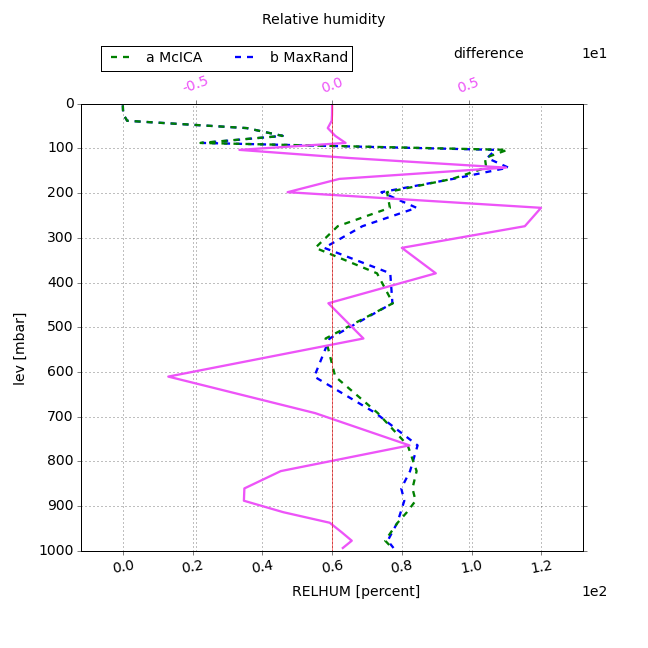 Relative humidity
a McICA b MaxRand difference 1e1
-0.5 0.0 0.5
0
100
200
300
400
500
600
700
800
900
1000
lev [mbar]
0.0 0.2 0.4 0.6 0.8 1.0 1.2
RELHUM [percent] 1e2